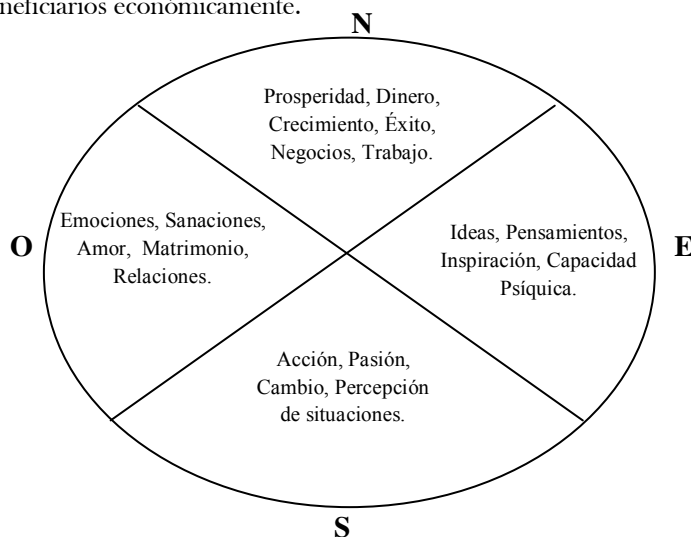 neficiarios económicamente.
N
Prosperidad, Dinero,
Crecimiento, Éxito,
Negocios, Trabajo.
O
Emociones, Sanaciones,
Amor, Matrimonio,
Relaciones.
Ideas, Pensamientos,
Inspiración, Capacidad
Psíquica.
E
Acción, Pasión,
Cambio, Percepción
de situaciones.
S